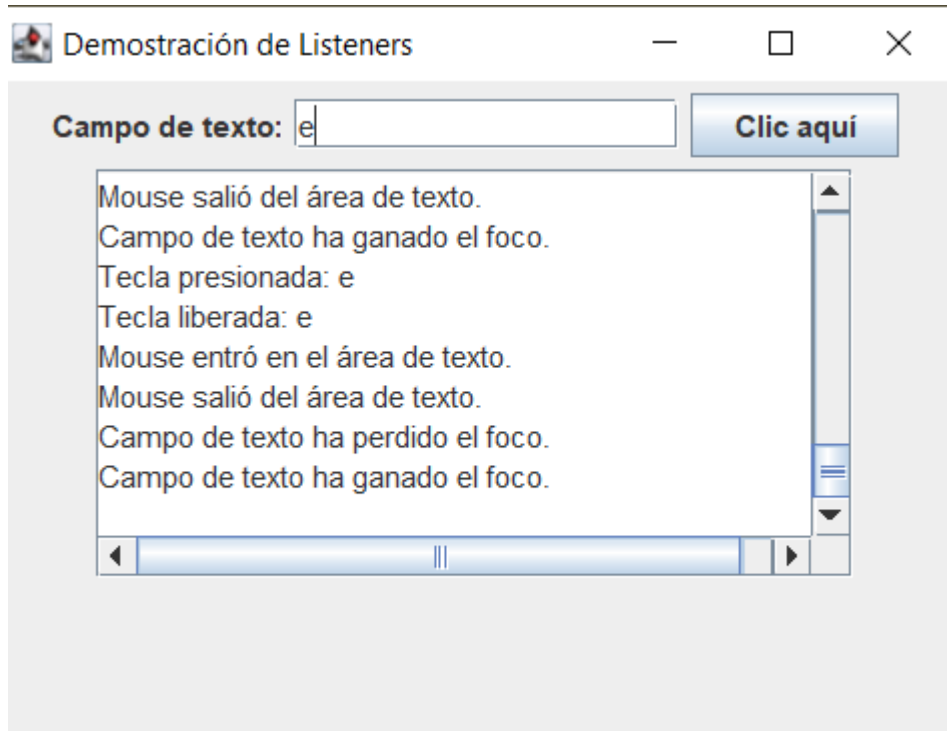 Demostración de Listeners
Campo de texto: e Clic aquí
Mouse salió del área de texto.
Campo de texto ha ganado el foco.
Tecla presionada: e
Tecla liberada: e
Mouse entró en el área de texto.
Mouse salió del área de texto.
Campo de texto ha perdido el foco.
Campo de texto ha ganado el foco.